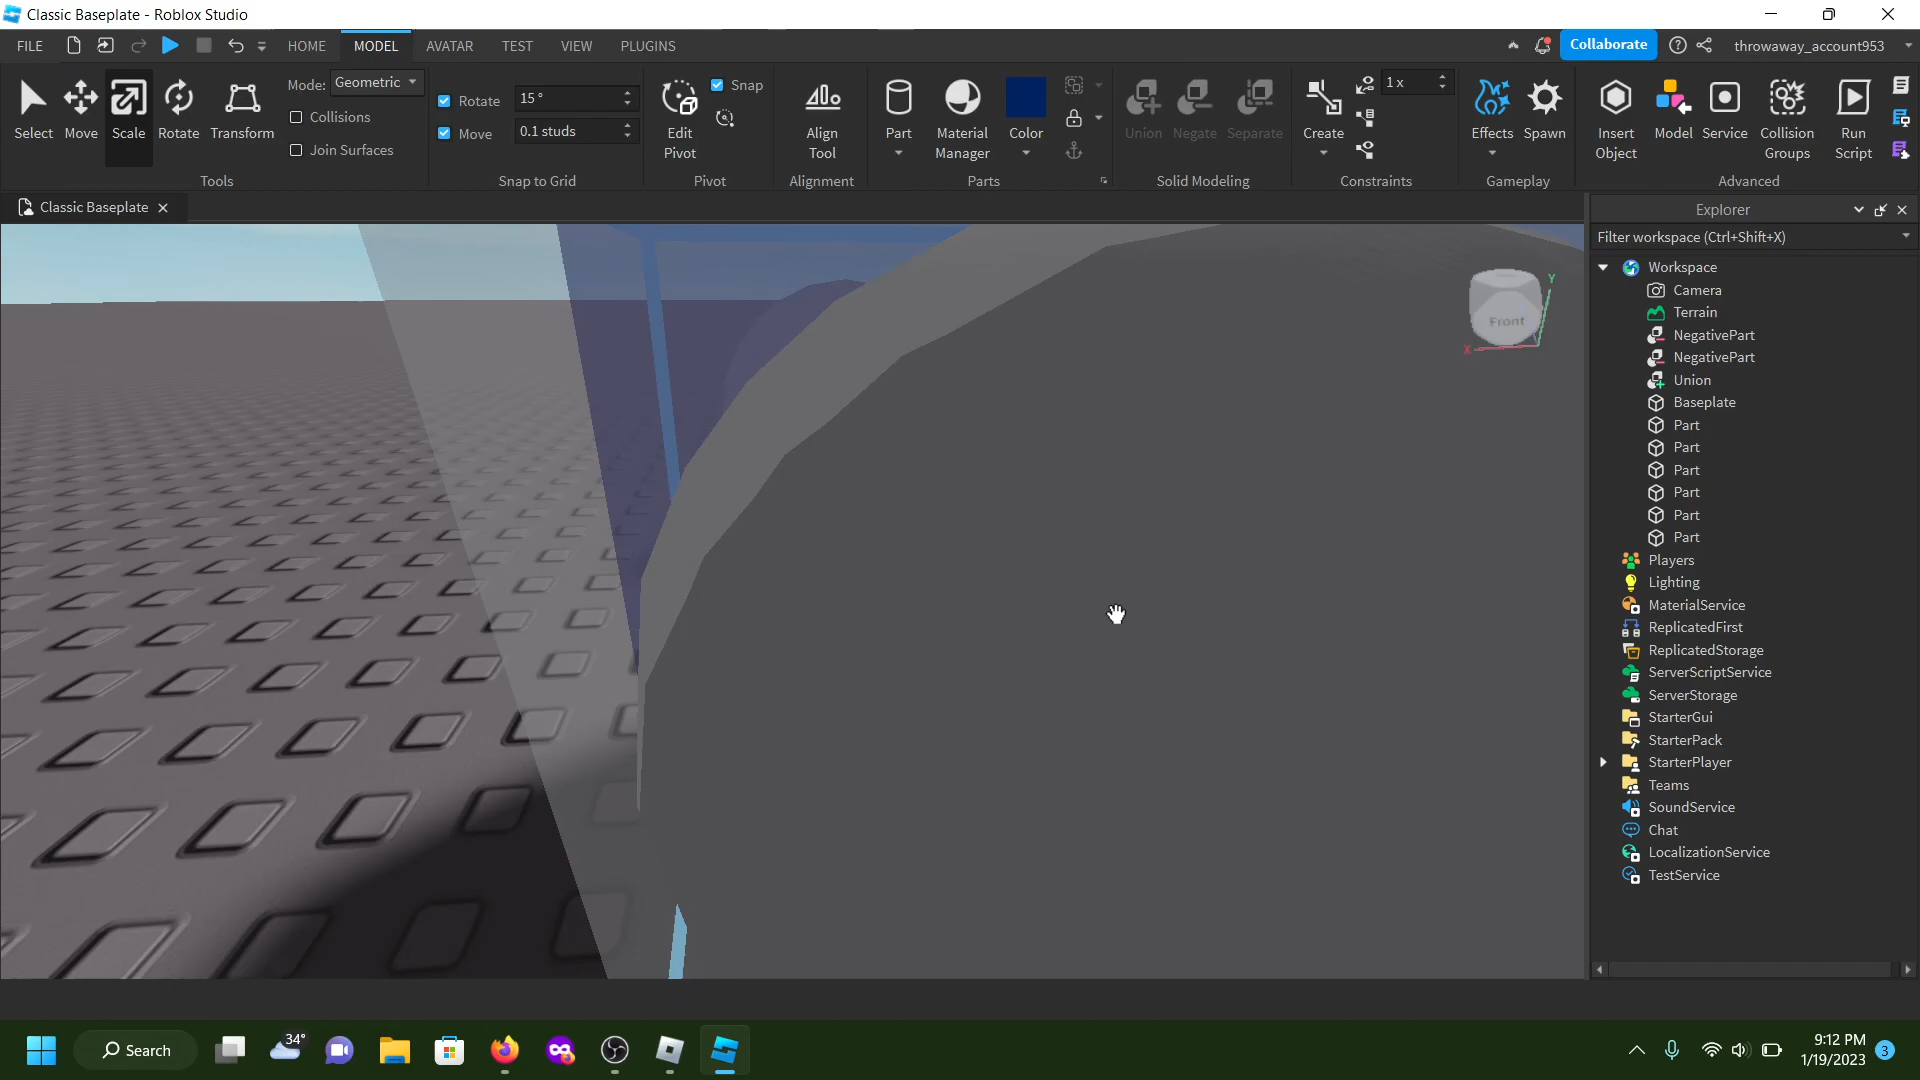 Classic Baseplate - Roblox Studio
FILE HOME MODEL AVATAR TEST VIEW PLUGINS Collaborate throwaway_account953
Select Move Scale Rotate Transform
Mode: Geometric
Collisions
Join Surfaces
Tools
Rotate 15 °
Move 0.1 studs
Snap to Grid
Edit Pivot
Snap
Pivot
Align Tool
Alignment
Part Material Manager Color
Parts
Union Negate Separate
Solid Modeling
Create 1 x
Constraints
Effects Spawn
Gameplay
Insert Object Model Service Collision Groups Run Script
Advanced
Classic Baseplate
Explorer
Filter workspace (Ctrl+Shift+X)
Workspace
Camera
Terrain
NegativePart
NegativePart
Union
Baseplate
Part
Part
Part
Part
Part
Part
Players
Lighting
MaterialService
ReplicatedFirst
ReplicatedStorage
ServerScriptService
ServerStorage
StarterGui
StarterPack
StarterPlayer
Teams
SoundService
Chat
LocalizationService
TestService
Y
Front
X
Search
34°
9:12 PM
1/19/2023
3